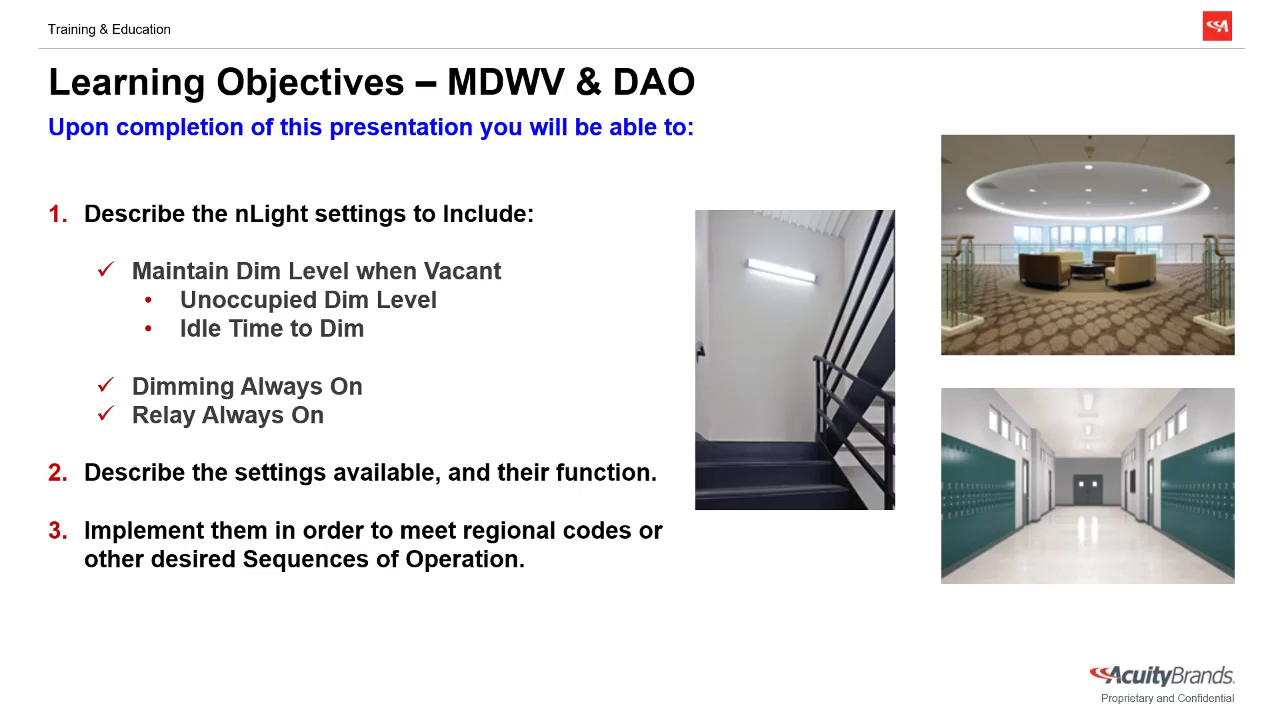 Training & Education
Learning Objectives – MDWV & DAO
Upon completion of this presentation you will be able to:
1. Describe the nLight settings to Include:
✓ Maintain Dim Level when Vacant
• Unoccupied Dim Level
• Idle Time to Dim
✓ Dimming Always On
✓ Relay Always On
2. Describe the settings available, and their function.
3. Implement them in order to meet regional codes or
other desired Sequences of Operation.
AcuityBrands.
Proprietary and Confidential